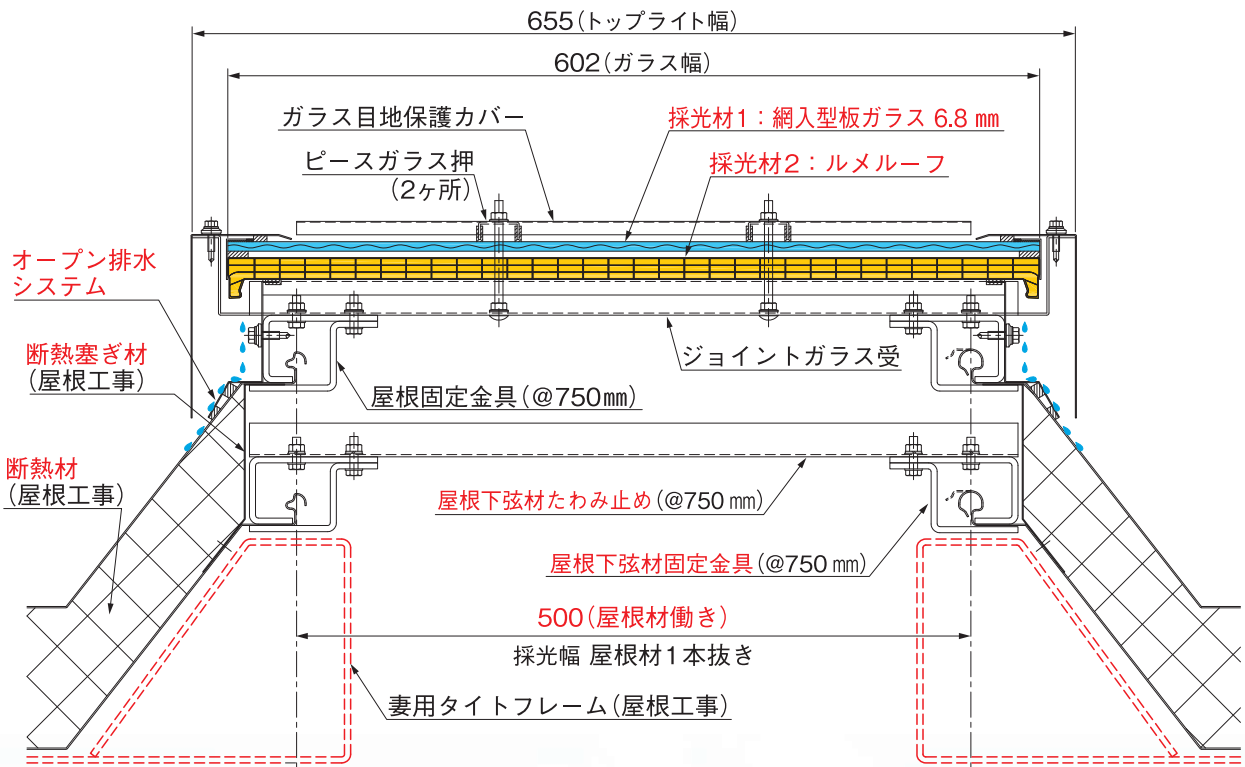 655(トップライト幅)
602(ガラス幅)
ガラス目地保護カバー
採光材1：網入型板ガラス 6.8 mm
ピースガラス押
(2ヶ所)
採光材2：ルメルーフ
オープン排水
システム
断熱塞ぎ材
(屋根工事)
ジョイントガラス受
屋根固定金具(@750mm)
断熱材
(屋根工事)
屋根下弦材たわみ止め(@750 mm)
屋根下弦材固定金具(@750 mm)
500(屋根材働き)
採光幅 屋根材1本抜き
妻用タイトフレーム(屋根工事)